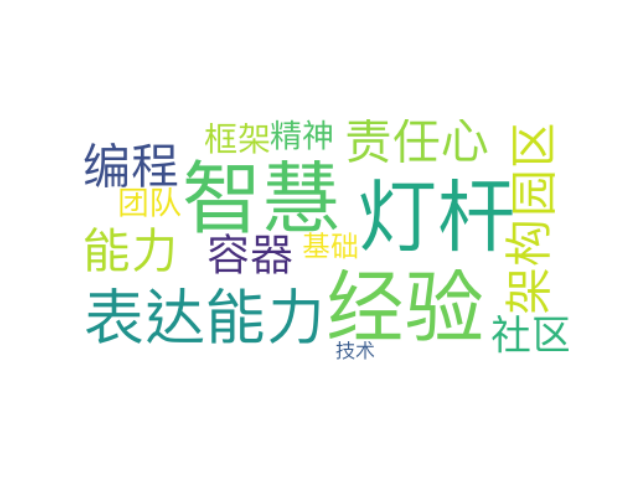 框架
精神
责任心
编程
智慧
灯杆
园区
团队
能力
容器
基础
架构
表达能力
经验
社区
技术